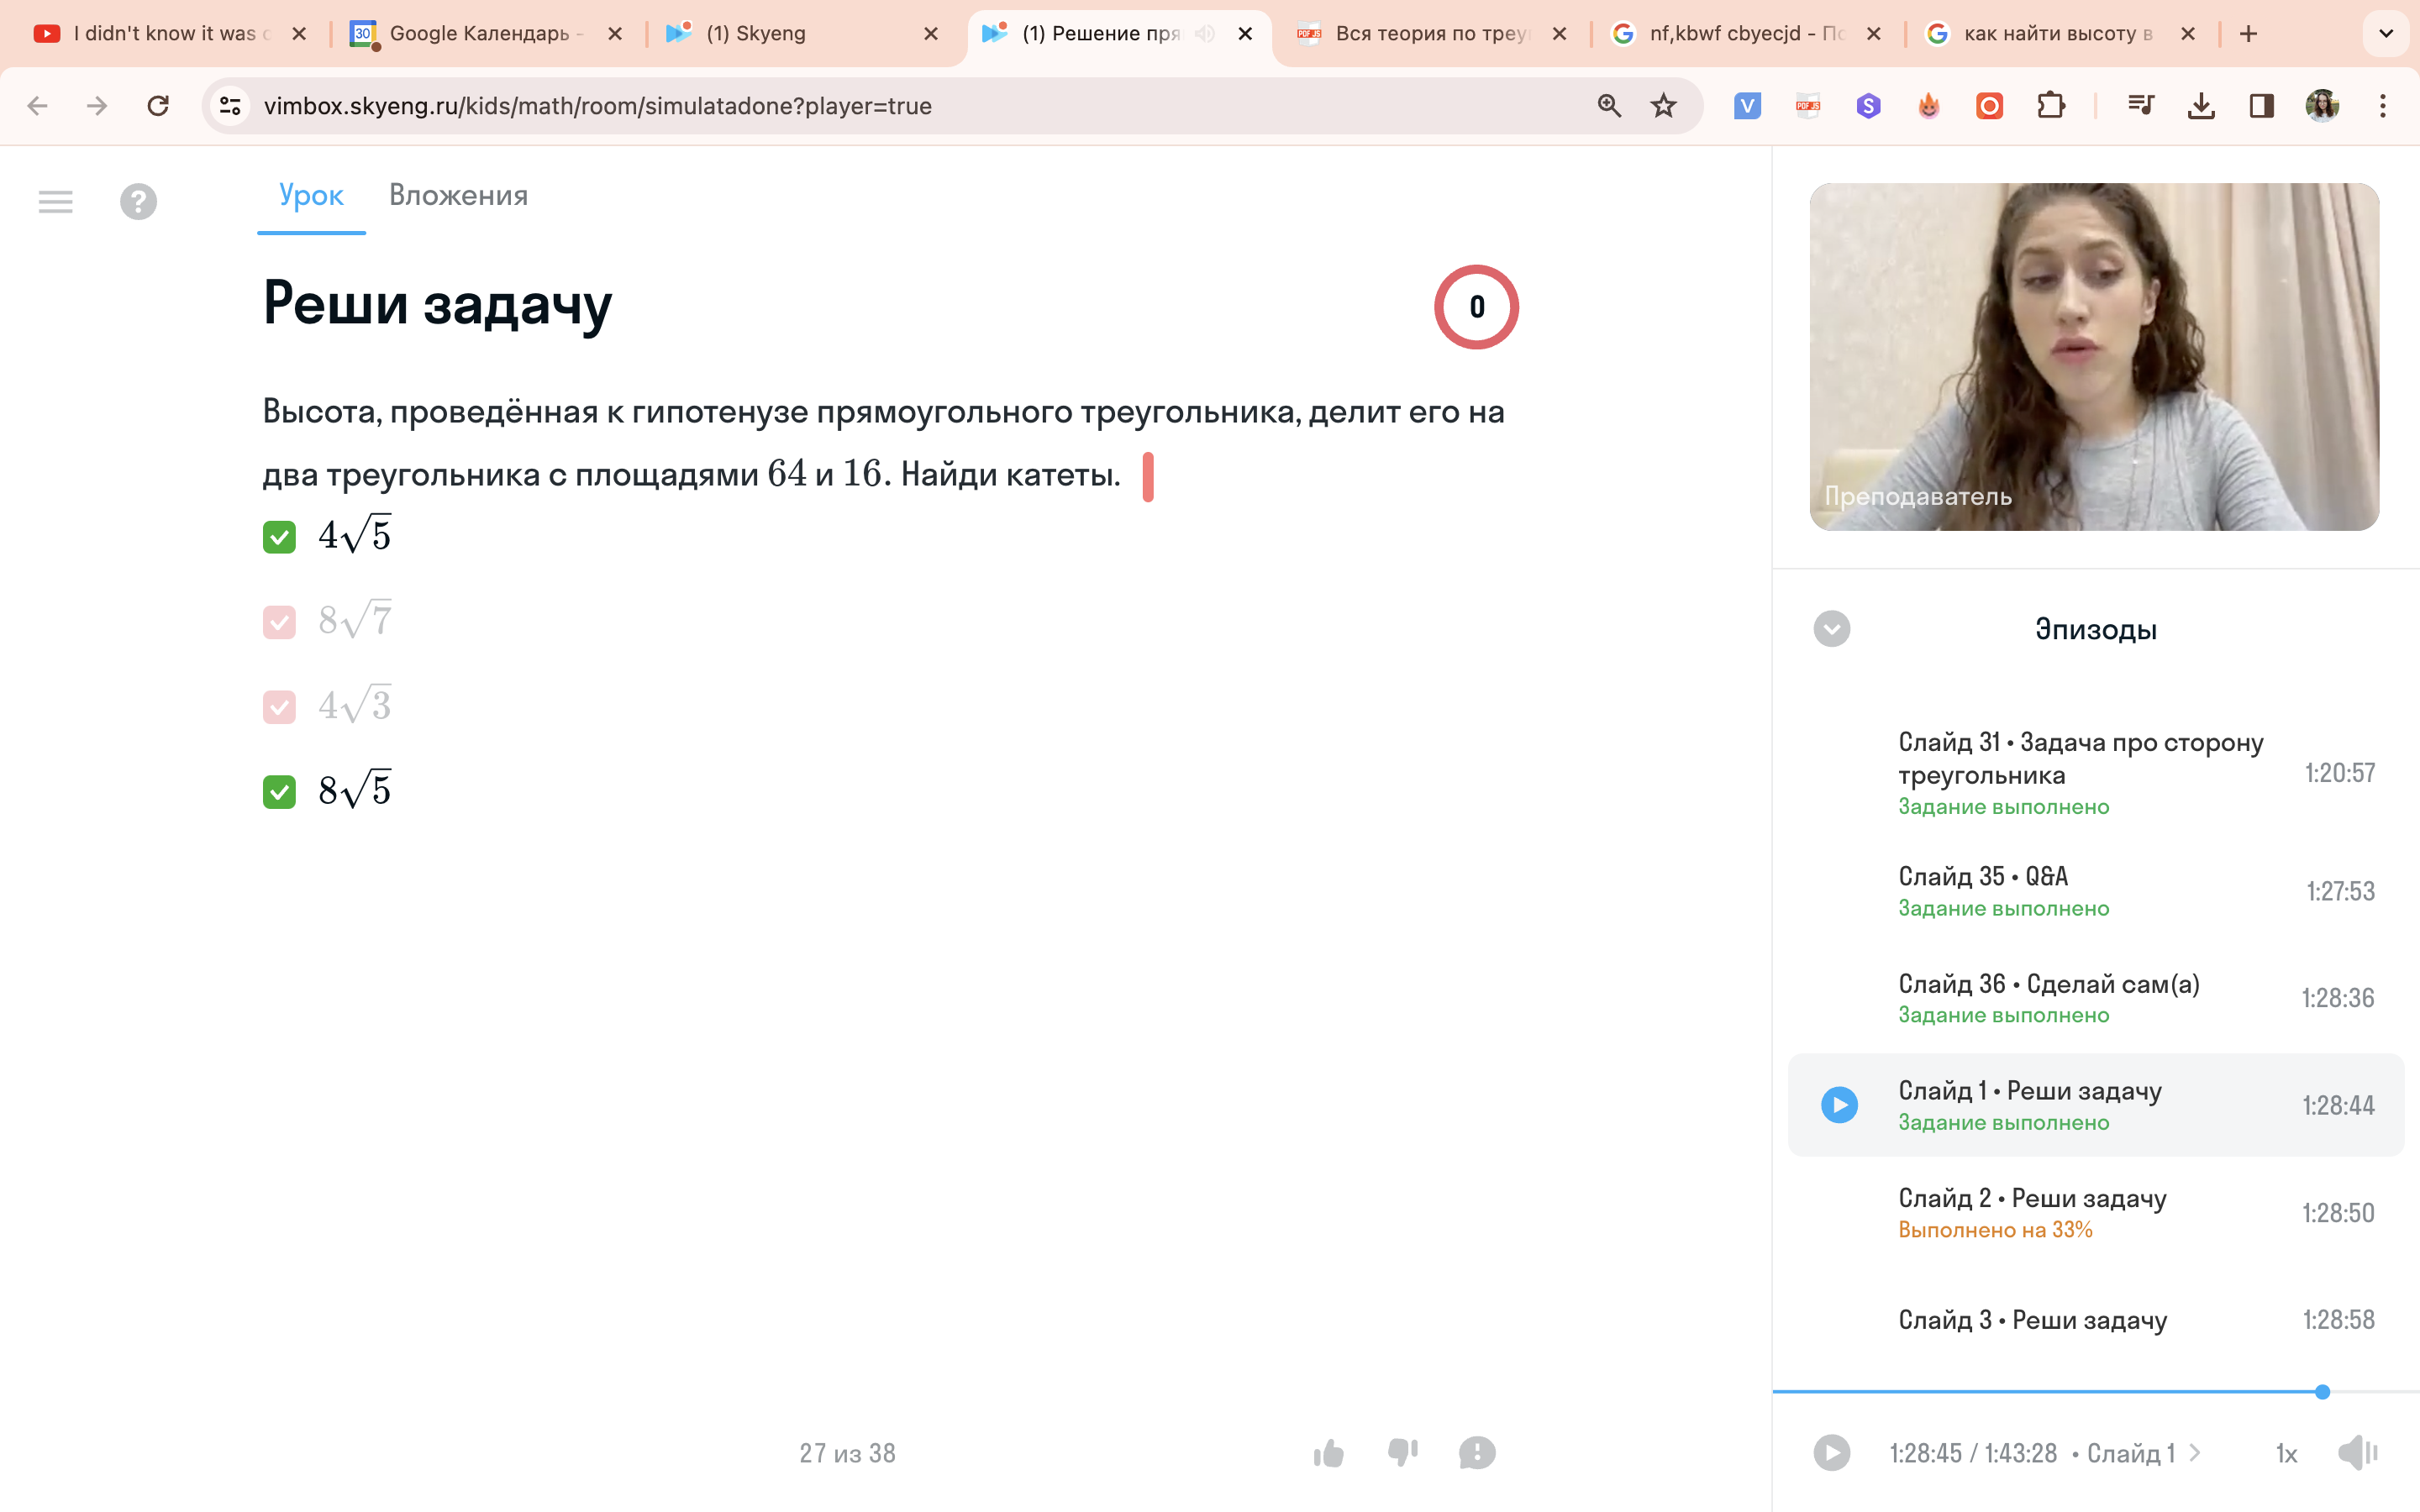 I didn't know it was
Google Календарь -
(1) Skyeng
(1) Решение пря
Вся теория по треу
nf,kbwf cbyecjd - По
как найти высоту в
vimbox.skyeng.ru/kids/math/room/simulatadone?player=true
Урок
Вложения
Реши задачу
0
Высота, проведённая к гипотенузе прямоугольного треугольника, делит его на
два треугольника с площадями 64 и 16. Найди катеты.
4√5
8√7
4√3
8√5
27 из 38
Преподаватель
Эпизоды
Слайд 31 • Задача про сторону
треугольника
1:20:57
Задание выполнено
Слайд 35 • Q&A
1:27:53
Задание выполнено
Слайд 36 • Сделай сам(а)
1:28:36
Задание выполнено
Слайд 1 • Реши задачу
1:28:44
Задание выполнено
Слайд 2 • Реши задачу
1:28:50
Выполнено на 33%
Слайд 3 • Реши задачу
1:28:58
1:28:45 / 1:43:28 • Слайд 1
1x